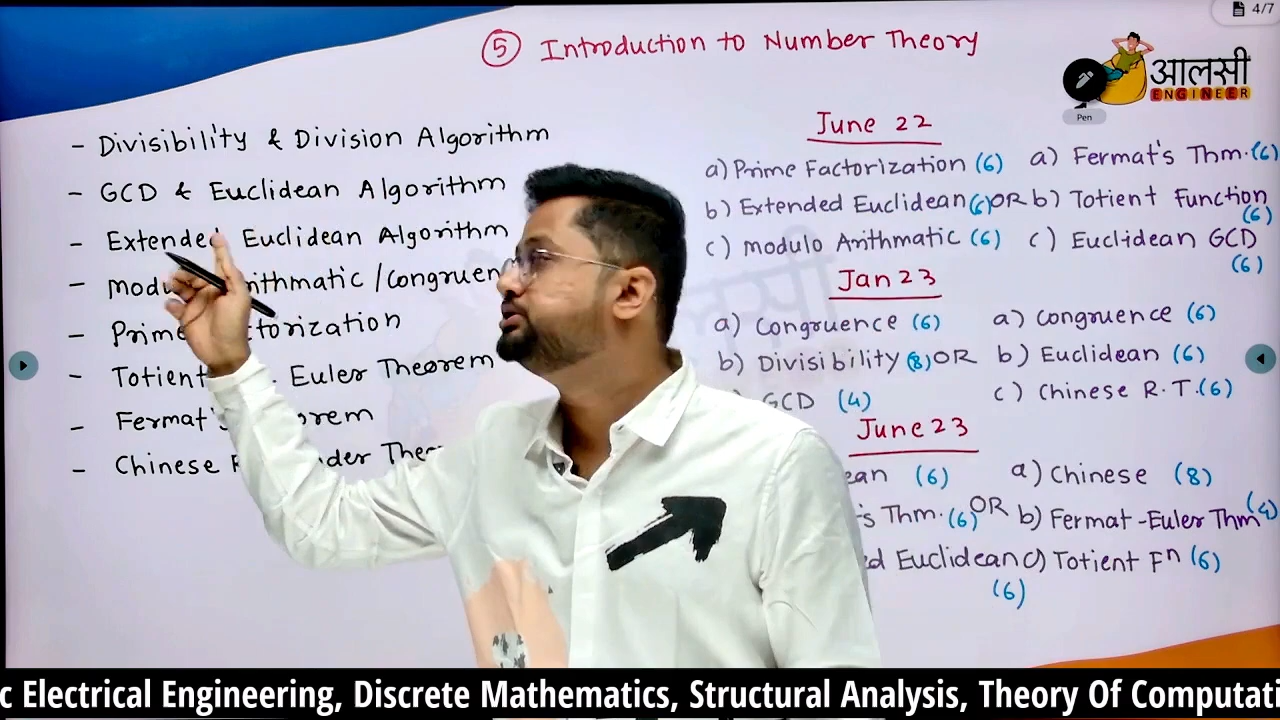 4/7
⑤ Introduction to Number Theory
आलसी
ENGINEER
Pen
- Divisibility & Division Algorithm
- GCD & Euclidean Algorithm
- Extended Euclidean Algorithm
- Modu rithmatic /Congruen
- Prime torization
- Totient Euler Theorem
- Fermat's orem
- Chinese R der Theo
June 22
a) Prime Factorization (6)
b) Extended Euclidean (6)
c) modulo Arithmatic (6)
OR
a) Fermat's Thm. (6)
b) Totient Function (6)
c) Euclidean GCD (6)
Jan 23
a) Congruence (6)
b) Divisibility (8)
GCD (4)
OR
a) Congruence (6)
b) Euclidean (6)
c) Chinese R.T. (6)
June 23
ean (6)
's Thm. (6)
ed Euclidean (6)
OR
a) Chinese (8)
b) Fermat-Euler Thm (4)
c) Totient Fn (6)
c Electrical Engineering, Discrete Mathematics, Structural Analysis, Theory Of Computati